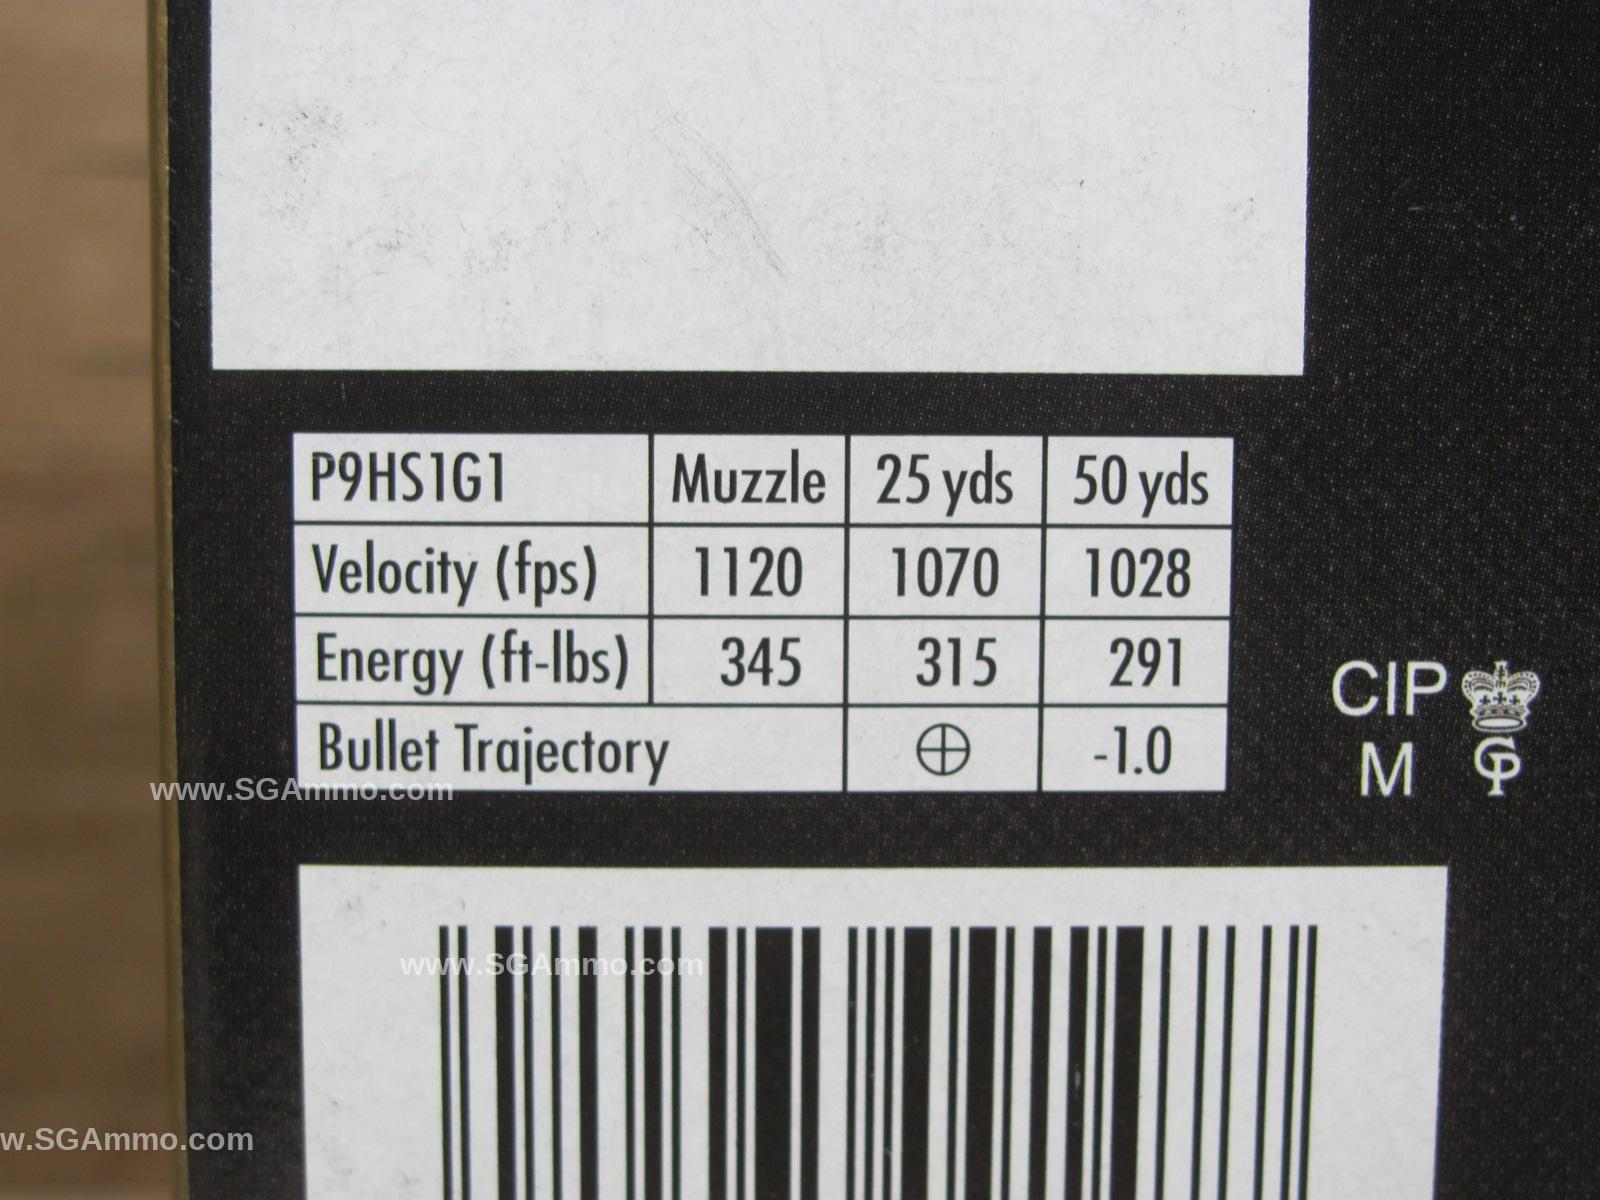 P9HS1G1 Muzzle 25 yds 50 yds
Velocity (fps) 1120 1070 1028
Energy (ft-lbs) 345 315 291
Bullet Trajectory ⊕ -1.0
CIP
M GP
www.SGAmmo.com
www.SGAmmo.com
w.SGAmmo.com